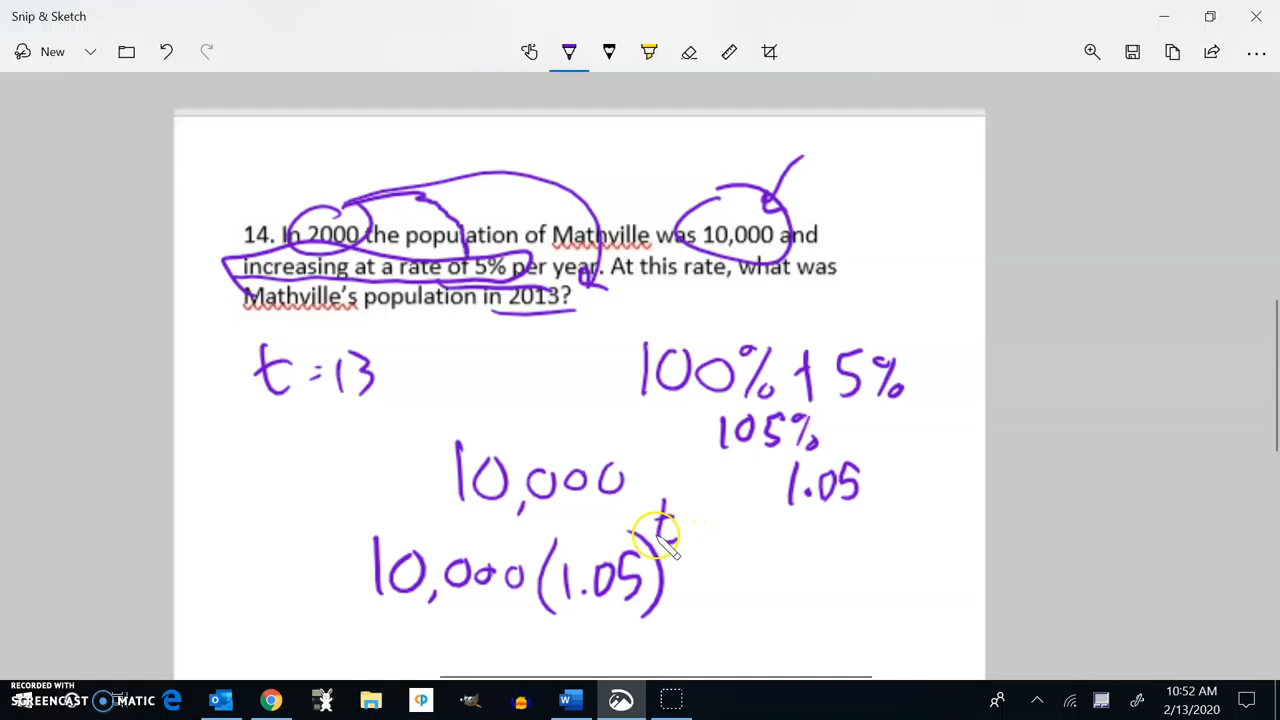 Snip & Sketch
New
14. In 2000 the population of Mathville was 10,000 and
increasing at a rate of 5% per year. At this rate, what was
Mathville's population in 2013?
t = 13
100% + 5%
105%
10,000
1.05
10,000(1.05)^t
RECORDED WITH
SCREENCAST MATIC
10:52 AM
2/13/2020